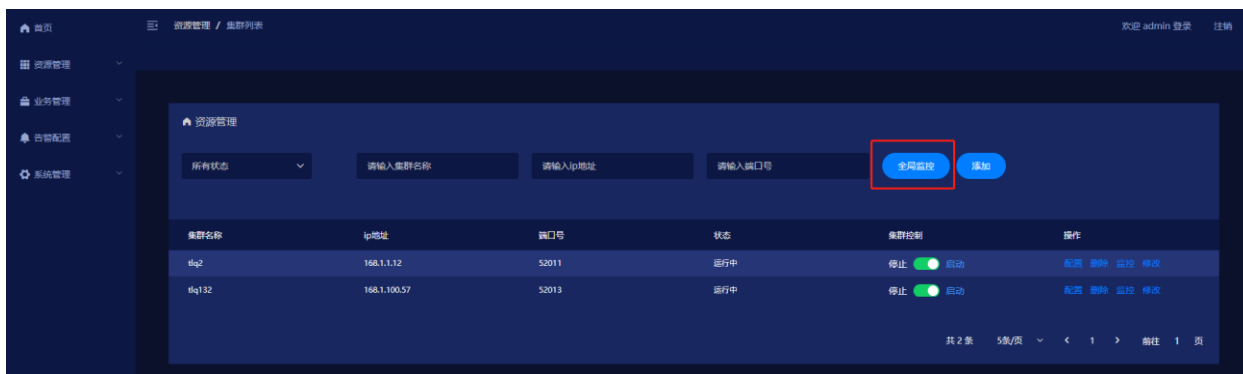 首页
资源管理 / 集群列表
欢迎 admin 登录 注销
资源管理
业务管理
告警配置
系统管理
资源管理
所有状态 请输入集群名称 请输入ip地址 请输入端口号 全局监控 添加
集群名称 ip地址 端口号 状态 集群控制 操作
tlq2 168.1.1.12 52011 运行中 停止 启动 配置 删除 监控 修改
tlq132 168.1.100.57 52013 运行中 停止 启动 配置 删除 监控 修改
共 2 条 5条/页 1 前往 1 页